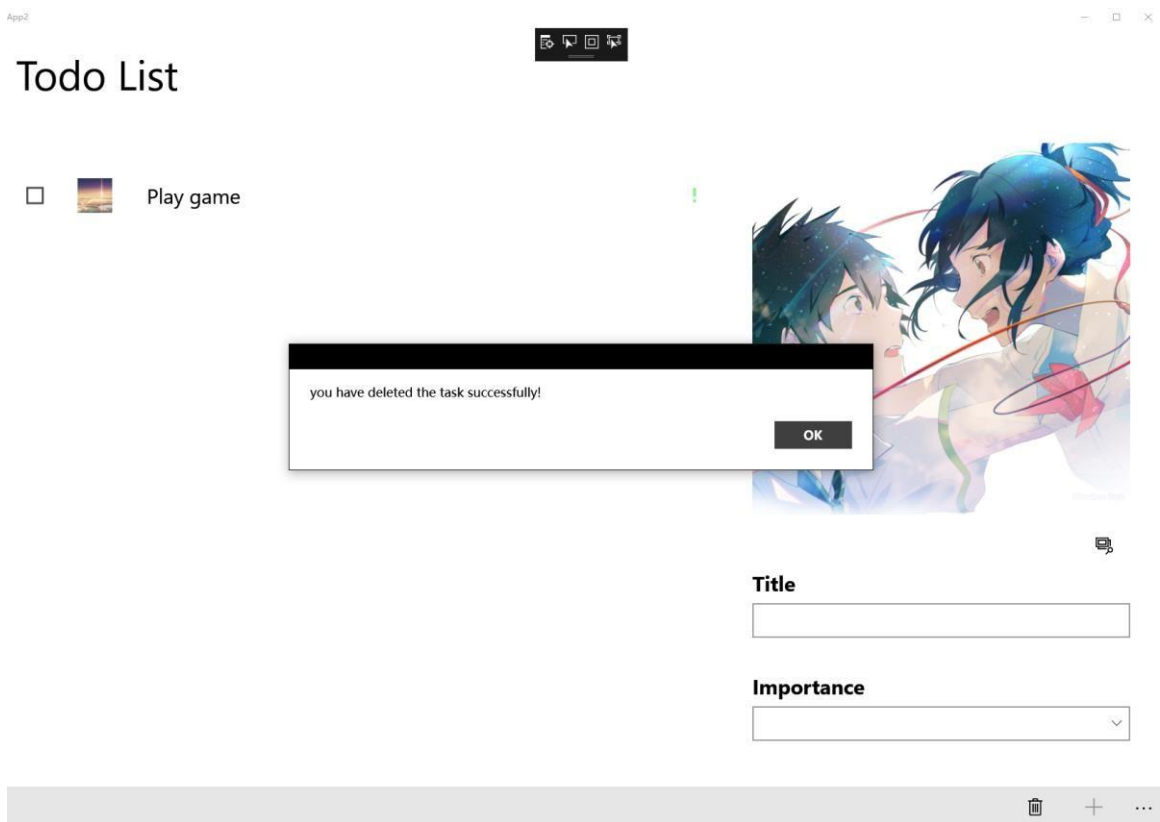 App2
Todo List
Play game
!
you have deleted the task successfully!
OK
Title
Importance